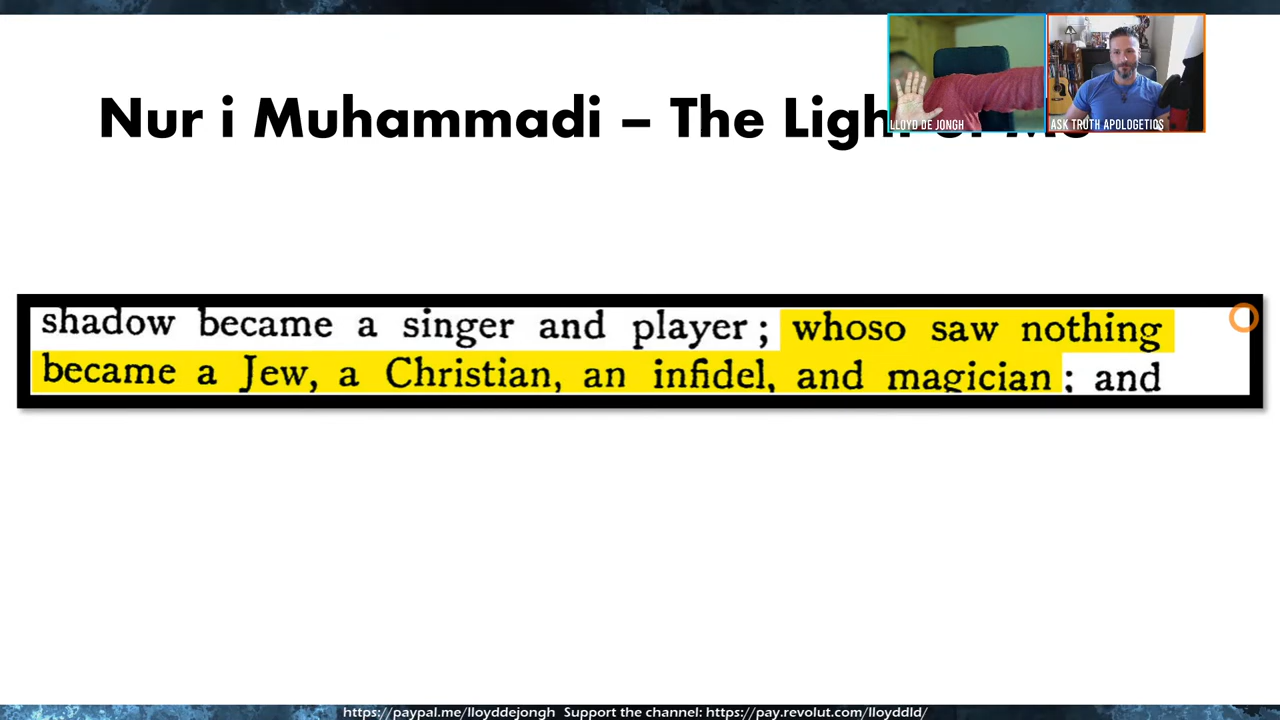 Nur i Muhammadi – The Light
LLOYD DE JONGH
ASK TRUTH APOLOGETICS
shadow became a singer and player ; whoso saw nothing
became a Jew, a Christian, an infidel, and magician ; and
https://paypal.me/lloyddejongh Support the channel: https://pay.revolut.com/lloyddld/